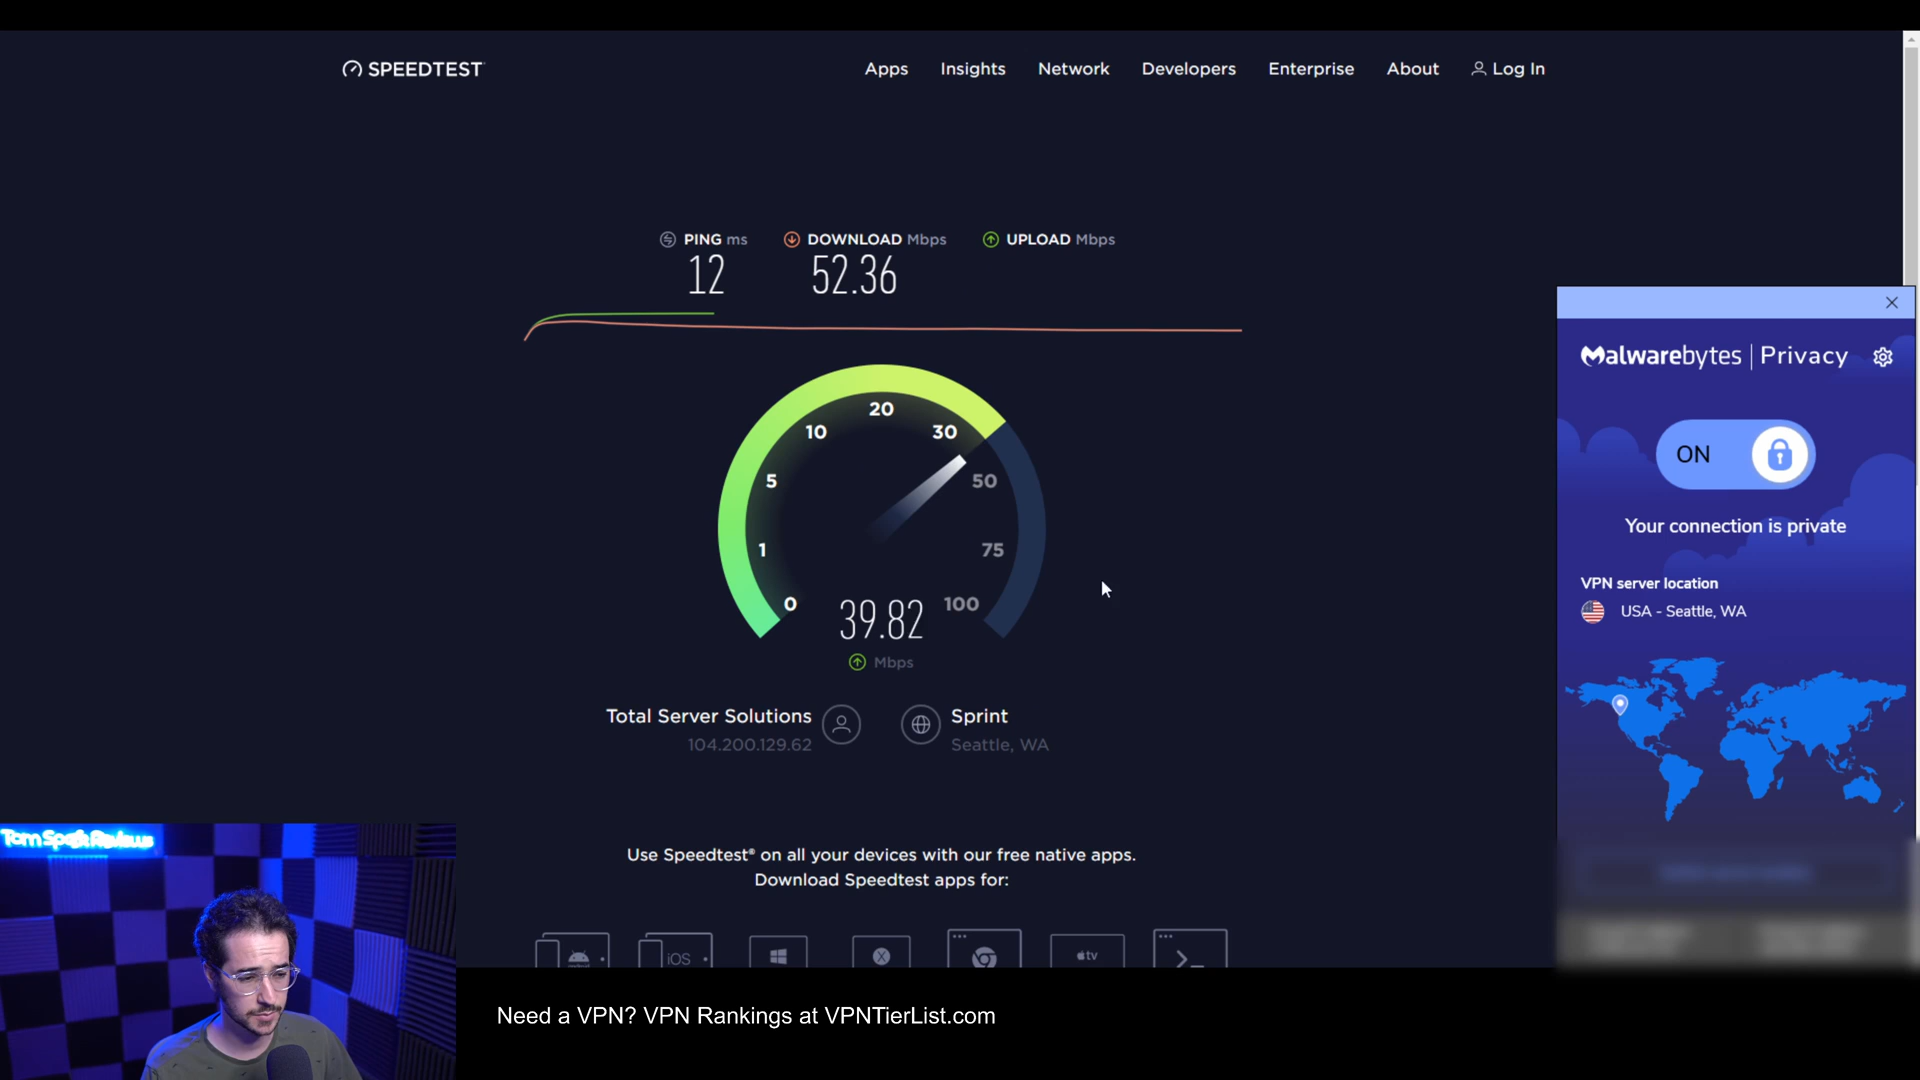 SPEEDTEST
Apps Insights Network Developers Enterprise About Log In
PING ms DOWNLOAD Mbps UPLOAD Mbps
12 52.36
0
1
5
10
20
30
50
75
100
39.82
Mbps
Total Server Solutions
104.200.129.62
Sprint
Seattle, WA
Use Speedtest® on all your devices with our free native apps.
Download Speedtest apps for:
iOS
tv
Malwarebytes | Privacy
ON
Your connection is private
VPN server location
USA - Seattle, WA
Tom Spark Reviews
Need a VPN? VPN Rankings at VPNTierList.com